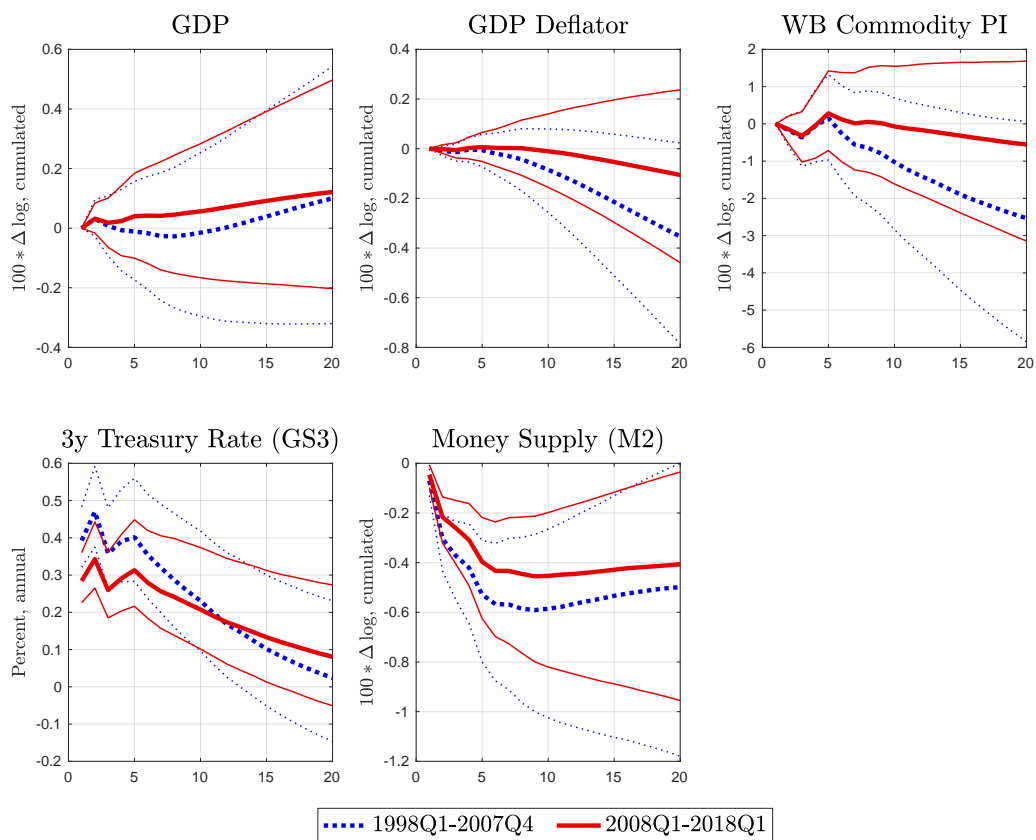 GDP
GDP Deflator
WB Commodity PI
100 * Δ log, cumulated
0.6
0.4
0.2
0
-0.2
-0.4
0 5 10 15 20
100 * Δ log, cumulated
0.4
0.2
0
-0.2
-0.4
-0.6
-0.8
0 5 10 15 20
100 * Δ log, cumulated
2
1
0
-1
-2
-3
-4
-5
-6
0 5 10 15 20
3y Treasury Rate (GS3)
Money Supply (M2)
Percent, annual
0.6
0.5
0.4
0.3
0.2
0.1
0
-0.1
-0.2
0 5 10 15 20
100 * Δ log, cumulated
0
-0.2
-0.4
-0.6
-0.8
-1
-1.2
0 5 10 15 20
1998Q1-2007Q4 2008Q1-2018Q1